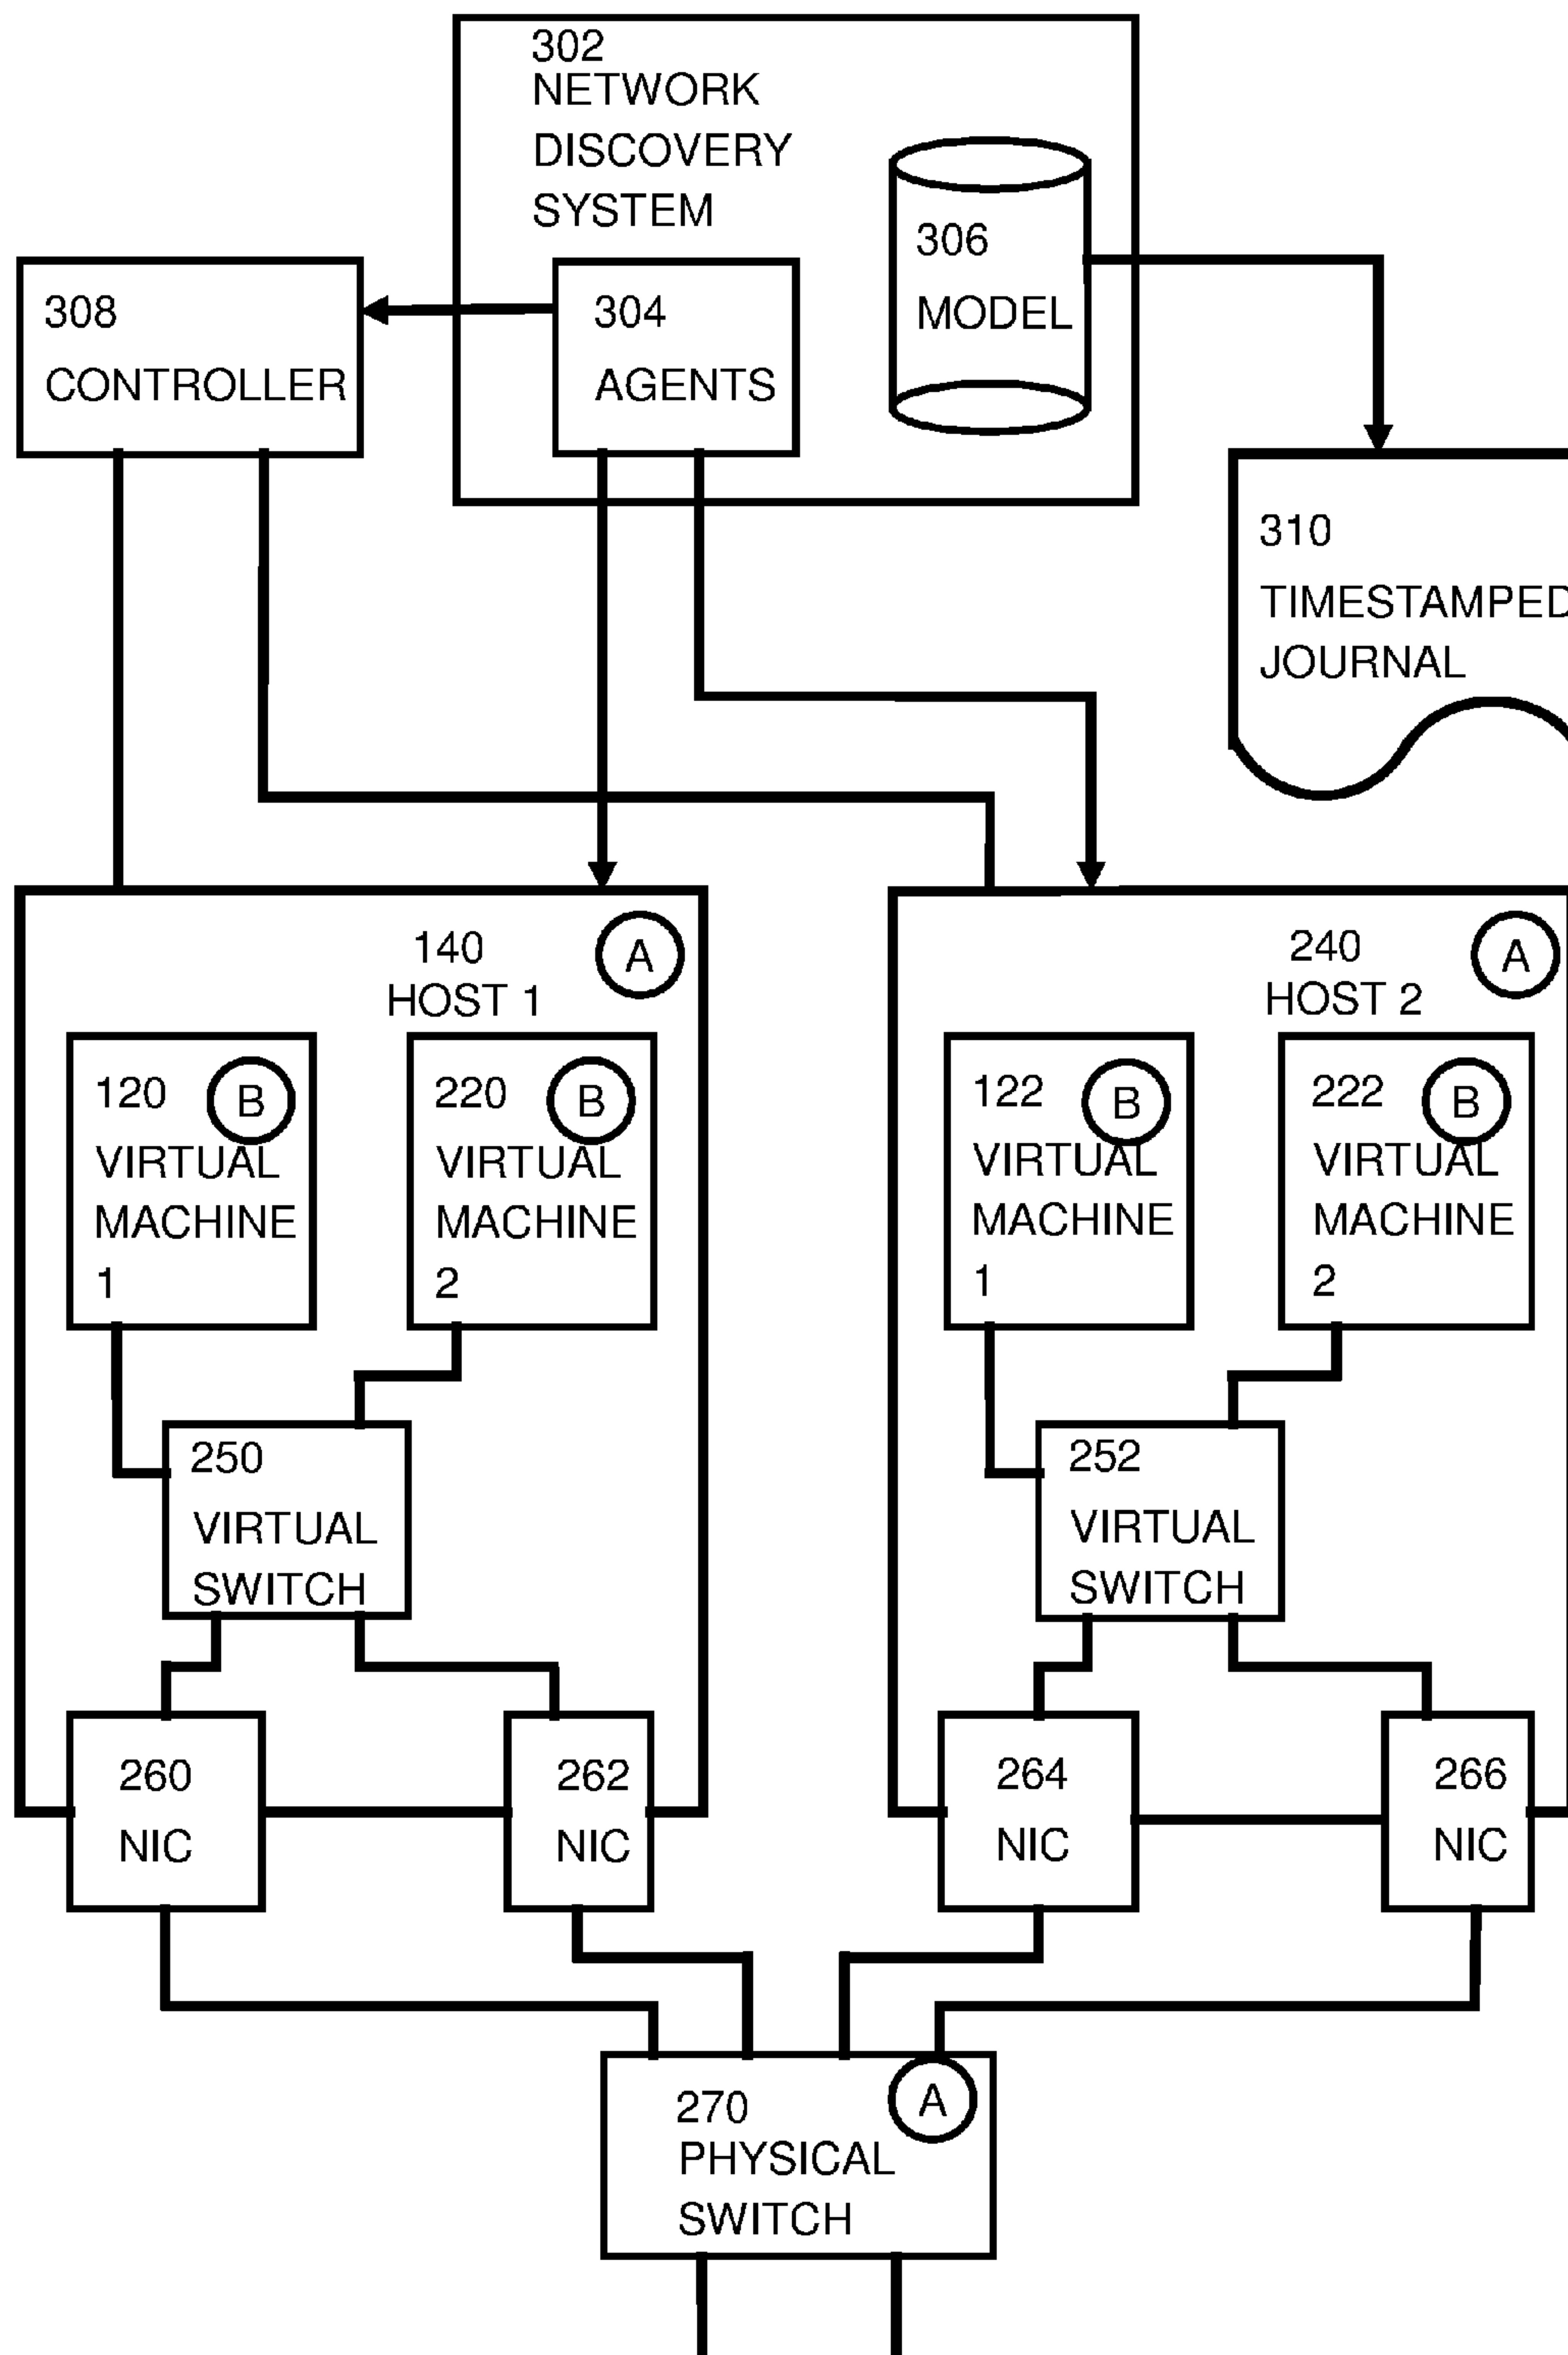 302
NETWORK
DISCOVERY
SYSTEM
306
MODEL
304
AGENTS
308
CONTROLLER
310
TIMESTAMPED
JOURNAL
140
HOST 1
A
120
B
VIRTUAL
MACHINE
1
220
B
VIRTUAL
MACHINE
2
250
VIRTUAL
SWITCH
260
NIC
262
NIC
240
HOST 2
A
122
B
VIRTUAL
MACHINE
1
222
B
VIRTUAL
MACHINE
2
252
VIRTUAL
SWITCH
264
NIC
266
NIC
270
A
PHYSICAL
SWITCH